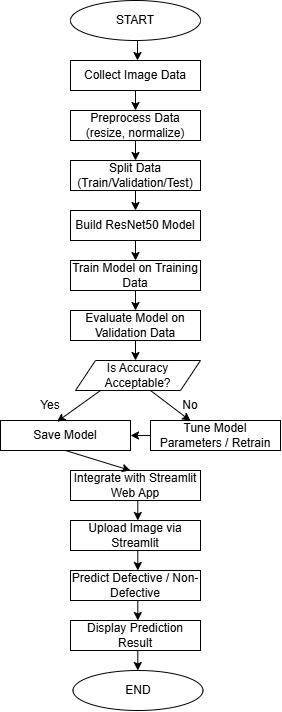 START
Collect Image Data
Preprocess Data
(resize, normalize)
Split Data
(Train/Validation/Test)
Build ResNet50 Model
Train Model on Training
Data
Evaluate Model on
Validation Data
Is Accuracy
Acceptable?
Yes
No
Save Model
Tune Model
Parameters / Retrain
Integrate with Streamlit
Web App
Upload Image via
Streamlit
Predict Defective / Non-
Defective
Display Prediction
Result
END